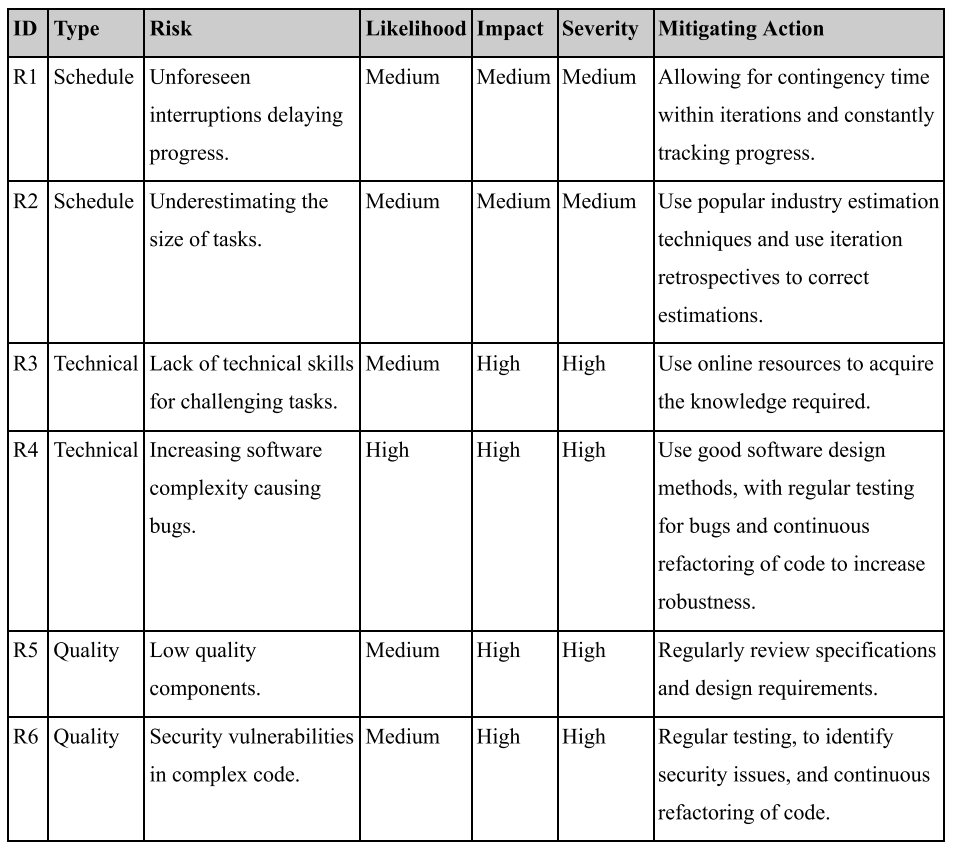 ID Type Risk Likelihood Impact Severity Mitigating Action
R1 Schedule Unforeseen Medium Medium Medium Allowing for contingency time
interruptions delaying within iterations and constantly
progress. tracking progress.
R2 Schedule Underestimating the Medium Medium Medium Use popular industry estimation
size of tasks. techniques and use iteration
retrospectives to correct
estimations.
R3 Technical Lack of technical skills Medium High High Use online resources to acquire
for challenging tasks. the knowledge required.
R4 Technical Increasing software High High High Use good software design
complexity causing methods, with regular testing
bugs. for bugs and continuous
refactoring of code to increase
robustness.
R5 Quality Low quality Medium High High Regularly review specifications
components. and design requirements.
R6 Quality Security vulnerabilities Medium High High Regular testing, to identify
in complex code. security issues, and continuous
refactoring of code.